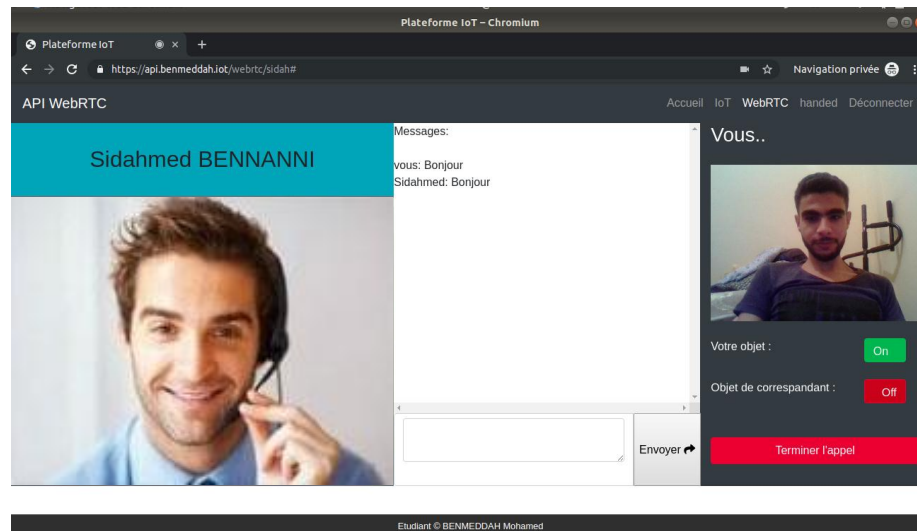 Plateforme IoT – Chromium
Plateforme IoT
https://api.benmeddah.iot/webrtc/sidah#
Navigation privée
API WebRTC
Accueil IoT WebRTC handed Déconnecter
Sidahmed BENNANNI
Messages:
vous: Bonjour
Sidahmed: Bonjour
Envoyer
Vous..
Votre objet :
On
Objet de correspandant :
Off
Terminer l'appel
Etudiant © BENMEDDAH Mohamed